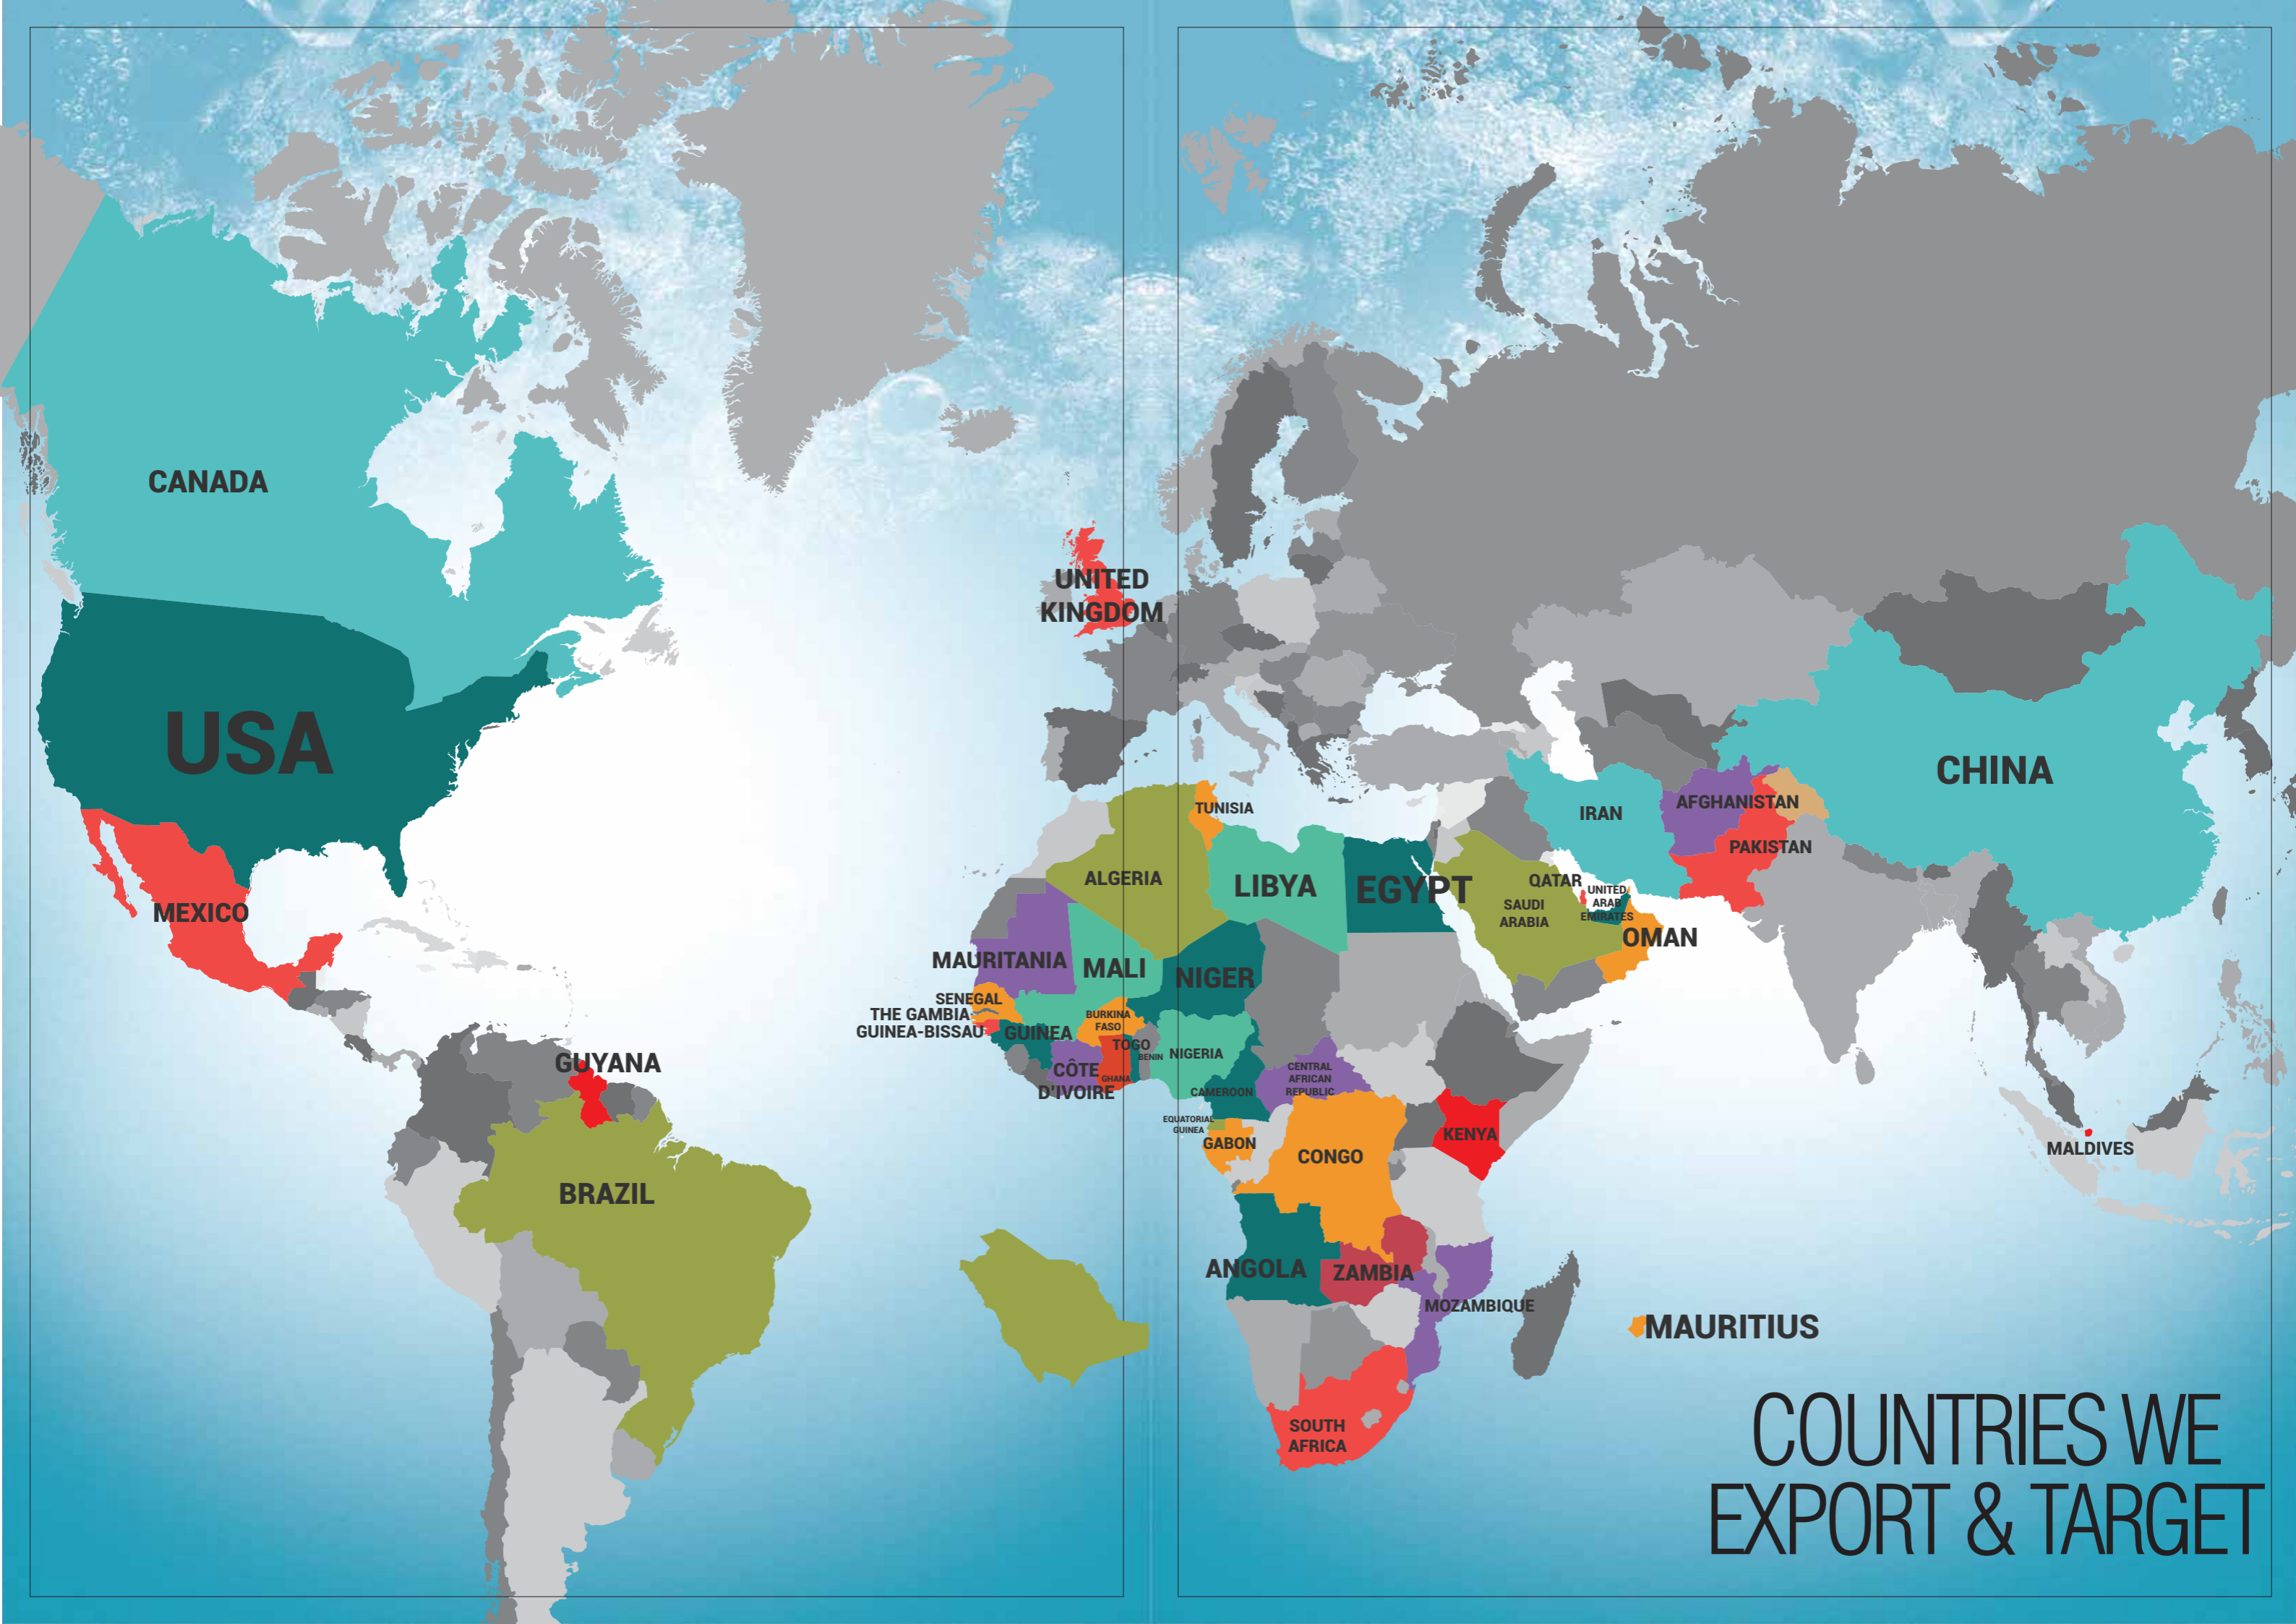 CANADA
USA
MEXICO
GUYANA
BRAZIL
UNITED
KINGDOM
TUNISIA
ALGERIA
LIBYA
EGYPT
MAURITANIA
MALI
NIGER
SENEGAL
THE GAMBIA
GUINEA-BISSAU
GUINEA
BURKINA
FASO
TOGO
BENIN
NIGERIA
CÔTE
D'IVOIRE
GHANA
CAMEROON
CENTRAL
AFRICAN
REPUBLIC
EQUATORIAL
GUINEA
GABON
CONGO
KENYA
ANGOLA
ZAMBIA
MOZAMBIQUE
SOUTH
AFRICA
MAURITIUS
IRAN
AFGHANISTAN
PAKISTAN
QATAR
UNITED
ARAB
EMIRATES
SAUDI
ARABIA
OMAN
CHINA
MALDIVES
COUNTRIES WE
EXPORT & TARGET